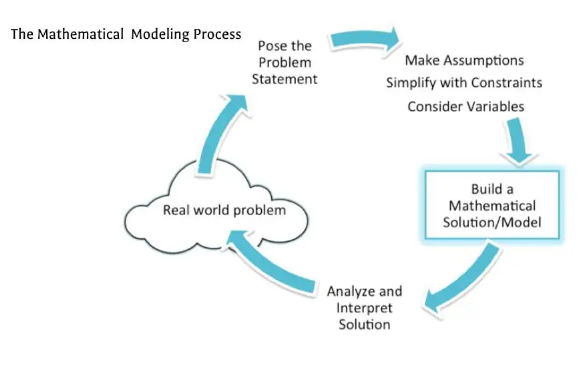 The Mathematical Modeling Process
Pose the
Problem
Statement
Make Assumptions
Simplify with Constraints
Consider Variables
Build a
Mathematical
Solution/Model
Analyze and
Interpret
Solution
Real world problem